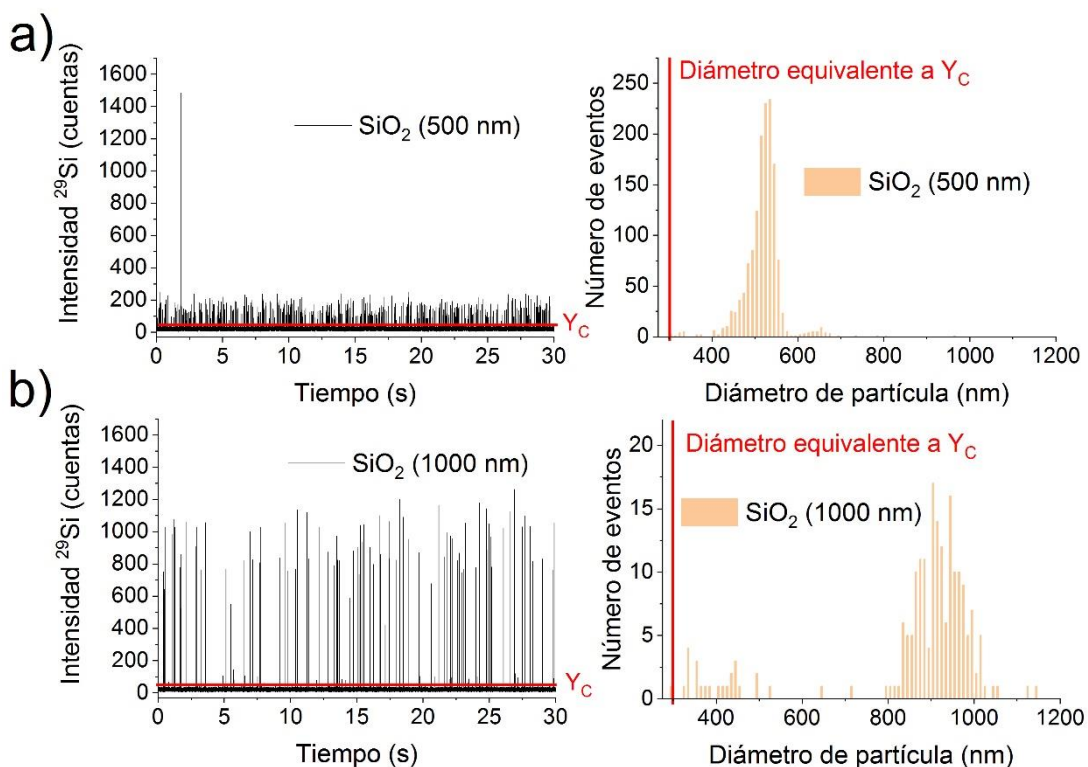 a)
1600
1400
1200
1000
800
600
400
200
0
Intensidad ²⁹Si (cuentas)
SiO₂ (500 nm)
Y_C
0 5 10 15 20 25 30
Tiempo (s)
250
200
150
100
50
0
Número de eventos
Diámetro equivalente a Y_C
SiO₂ (500 nm)
400 600 800 1000 1200
Diámetro de partícula (nm)
b)
1600
1400
1200
1000
800
600
400
200
0
Intensidad ²⁹Si (cuentas)
SiO₂ (1000 nm)
Y_C
0 5 10 15 20 25 30
Tiempo (s)
20
15
10
5
0
Número de eventos
Diámetro equivalente a Y_C
SiO₂ (1000 nm)
400 600 800 1000 1200
Diámetro de partícula (nm)